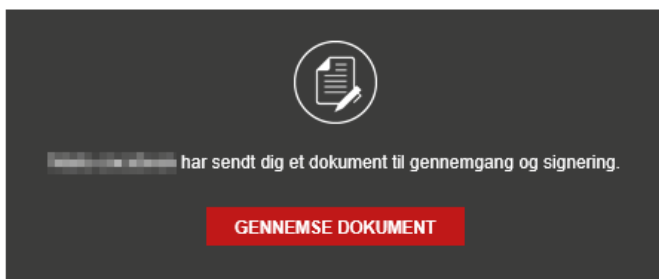 har sendt dig et dokument til gennemgang og signering.
GENNEMSE DOKUMENT